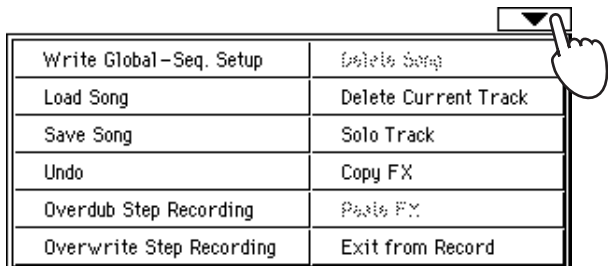 Write Global-Seq. Setup
Delete Song
Load Song
Delete Current Track
Save Song
Solo Track
Undo
Copy FX
Overdub Step Recording
Paste FX
Overwrite Step Recording
Exit from Record